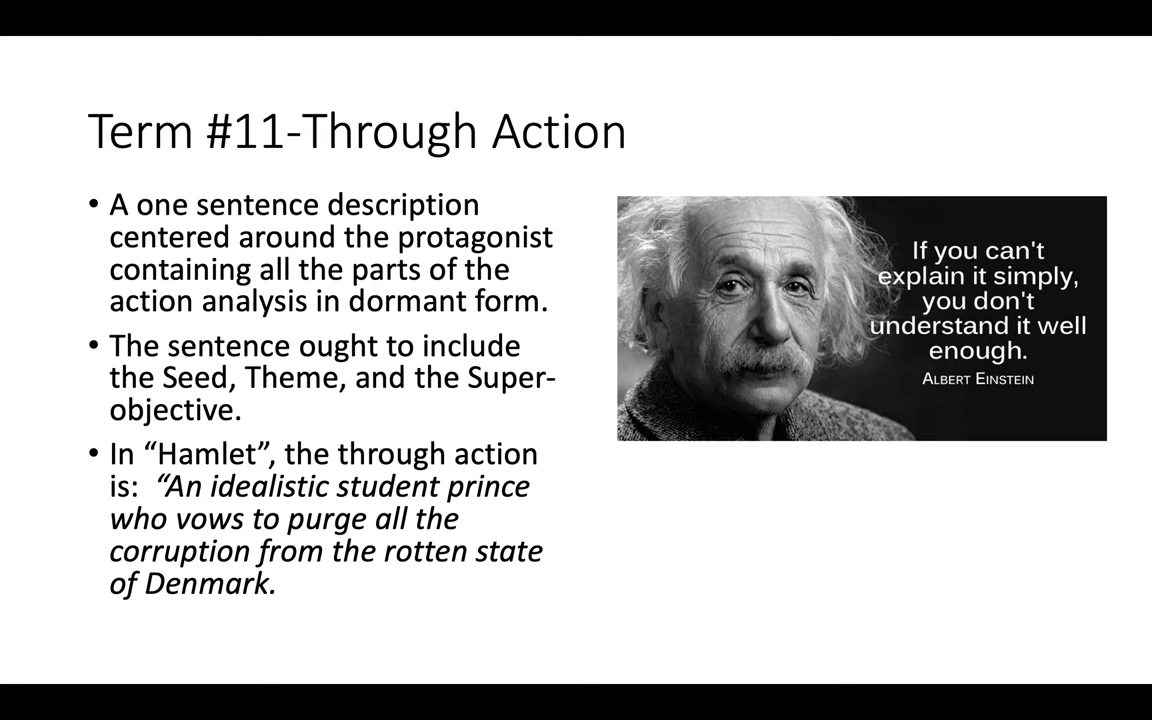 Term #11-Through Action
• A one sentence description
centered around the protagonist
containing all the parts of the
action analysis in dormant form.
• The sentence ought to include
the Seed, Theme, and the Super-
objective.
• In “Hamlet”, the through action
is:  “An idealistic student prince
who vows to purge all the
corruption from the rotten state
of Denmark.
If you can't
explain it simply,
you don't
understand it well
enough.
ALBERT EINSTEIN